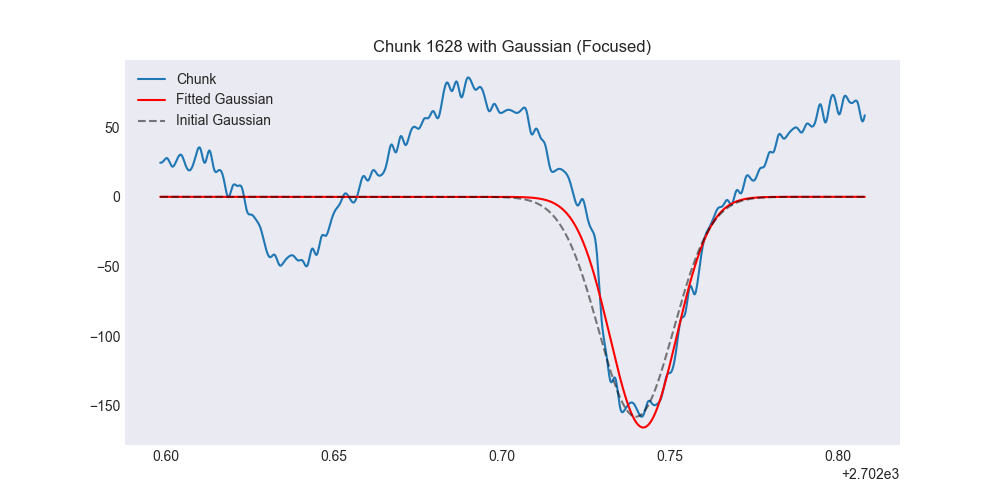 Chunk 1628 with Gaussian (Focused)
Chunk
Fitted Gaussian
Initial Gaussian
50
0
−50
−100
−150
0.60 0.65 0.70 0.75 0.80
+2.702e3